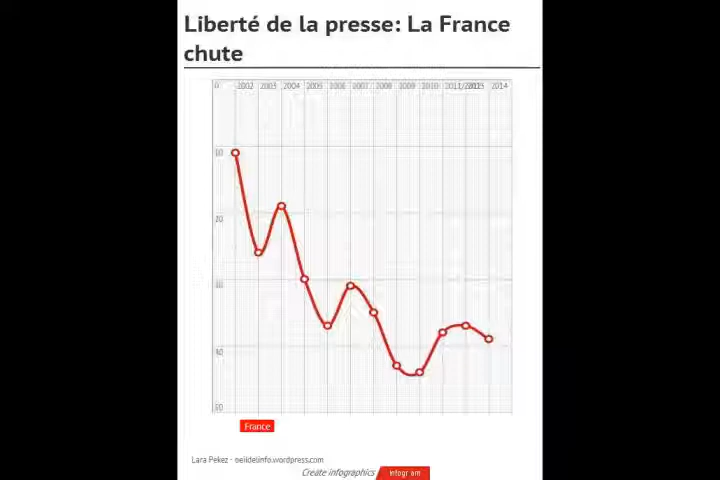 Liberté de la presse: La France
chute
0 2002 2003 2004 2005 2006 2007 2008 2009 2010 2014
10
20
30
40
50
France
Lara Pekez - oeildelinfo.wordpress.com
Create infographics infogr am